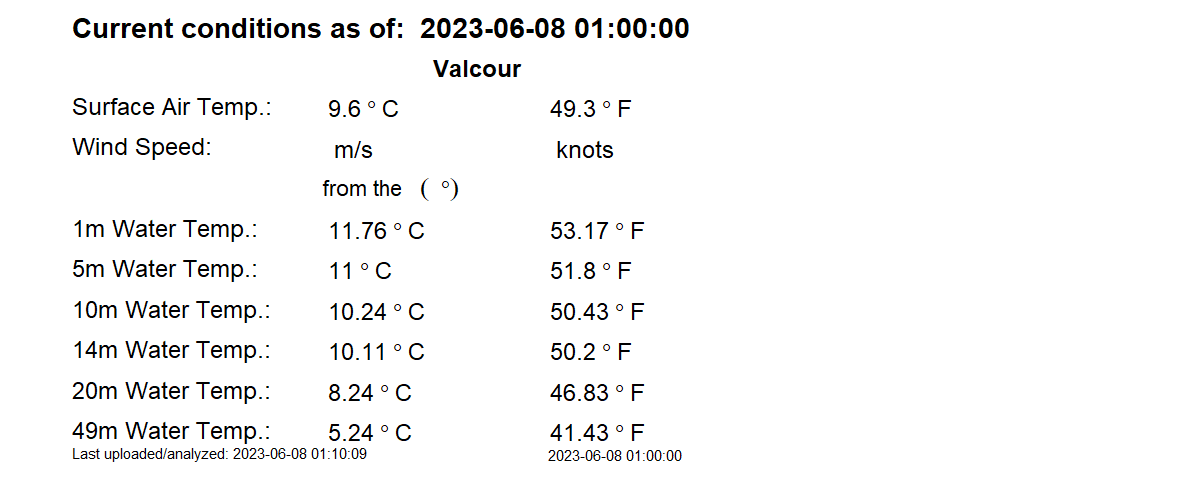 Current conditions as of: 2023-06-08 01:00:00
Valcour
Surface Air Temp.: 9.6 ° C 49.3 ° F
Wind Speed: m/s knots
from the ( °)
1m Water Temp.: 11.76 ° C 53.17 ° F
5m Water Temp.: 11 ° C 51.8 ° F
10m Water Temp.: 10.24 ° C 50.43 ° F
14m Water Temp.: 10.11 ° C 50.2 ° F
20m Water Temp.: 8.24 ° C 46.83 ° F
49m Water Temp.: 5.24 ° C 41.43 ° F
Last uploaded/analyzed: 2023-06-08 01:10:09 2023-06-08 01:00:00